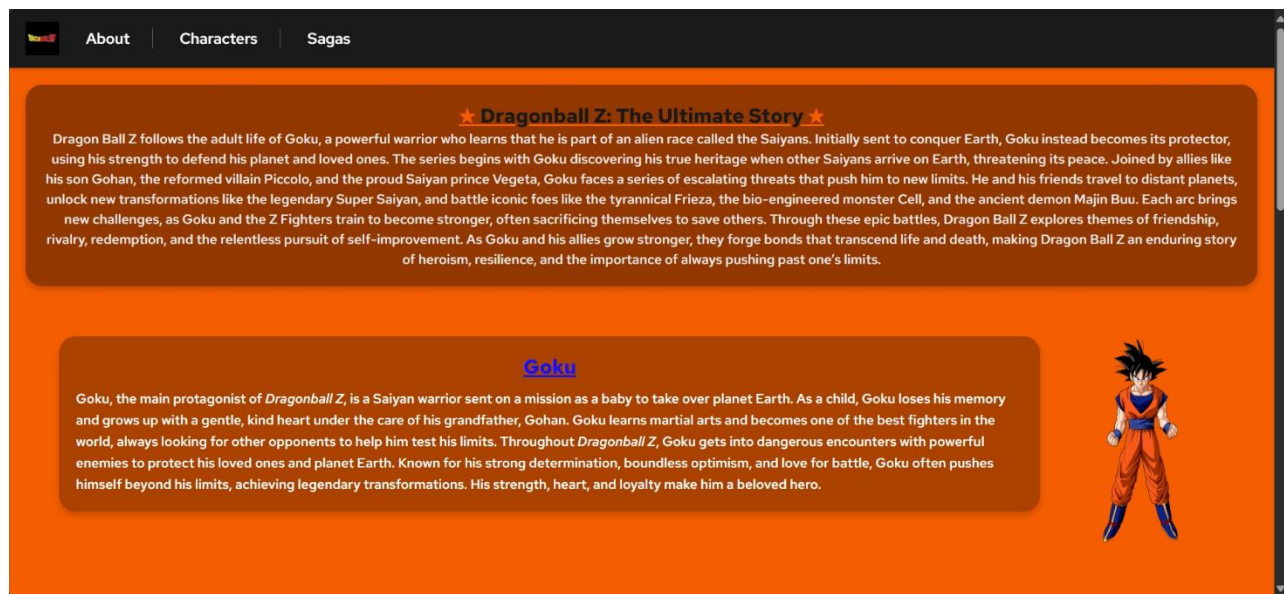 About
Characters
Sagas
★ Dragonball Z: The Ultimate Story ★
Dragon Ball Z follows the adult life of Goku, a powerful warrior who learns that he is part of an alien race called the Saiyans. Initially sent to conquer Earth, Goku instead becomes its protector,
using his strength to defend his planet and loved ones. The series begins with Goku discovering his true heritage when other Saiyans arrive on Earth, threatening its peace. Joined by allies like
his son Gohan, the reformed villain Piccolo, and the proud Saiyan prince Vegeta, Goku faces a series of escalating threats that push him to new limits. He and his friends travel to distant planets,
unlock new transformations like the legendary Super Saiyan, and battle iconic foes like the tyrannical Frieza, the bio-engineered monster Cell, and the ancient demon Majin Buu. Each arc brings
new challenges, as Goku and the Z Fighters train to become stronger, often sacrificing themselves to save others. Through these epic battles, Dragon Ball Z explores themes of friendship,
rivalry, redemption, and the relentless pursuit of self-improvement. As Goku and his allies grow stronger, they forge bonds that transcend life and death, making Dragon Ball Z an enduring story
of heroism, resilience, and the importance of always pushing past one's limits.
Goku
Goku, the main protagonist of Dragonball Z, is a Saiyan warrior sent on a mission as a baby to take over planet Earth. As a child, Goku loses his memory
and grows up with a gentle, kind heart under the care of his grandfather, Gohan. Goku learns martial arts and becomes one of the best fighters in the
world, always looking for other opponents to help him test his limits. Throughout Dragonball Z, Goku gets into dangerous encounters with powerful
enemies to protect his loved ones and planet Earth. Known for his strong determination, boundless optimism, and love for battle, Goku often pushes
himself beyond his limits, achieving legendary transformations. His strength, heart, and loyalty make him a beloved hero.